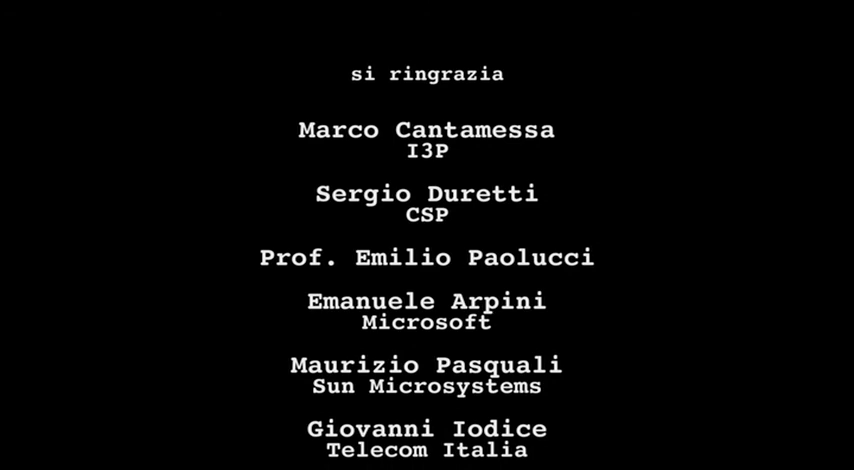 si ringrazia
Marco Cantamessa
I3P
Sergio Duretti
CSP
Prof. Emilio Paolucci
Emanuele Arpini
Microsoft
Maurizio Pasquali
Sun Microsystems
Giovanni Iodice
Telecom Italia